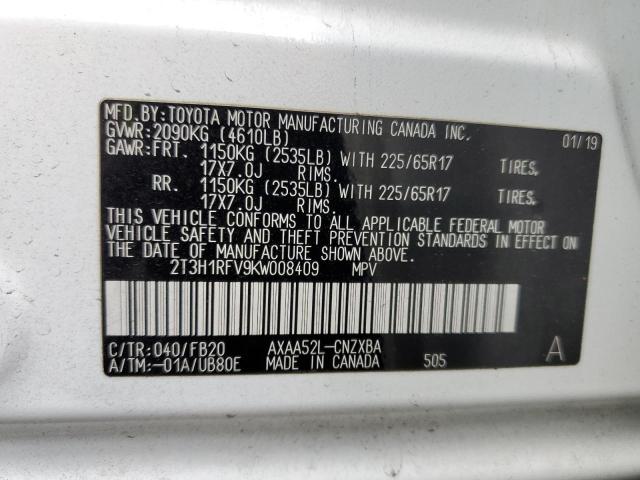 MFD.BY:TOYOTA MOTOR MANUFACTURING CANADA INC. 01/19
GVWR:2090KG (4610LB)
GAWR:FRT. 1150KG (2535LB) WITH 225/65R17 TIRES,
17X7.0J RIMS.
RR. 1150KG (2535LB) WITH 225/65R17 TIRES,
17X7.0J RIMS.
THIS VEHICLE CONFORMS TO ALL APPLICABLE FEDERAL MOTOR
VEHICLE SAFETY AND THEFT PREVENTION STANDARDS IN EFFECT ON
THE DATE OF MANUFACTURE SHOWN ABOVE.
2T3H1RFV9KW008409 MPV
C/TR:040/FB20 AXAA52L-CNZXBA A
A/TM:-01A/UB80E MADE IN CANADA 505